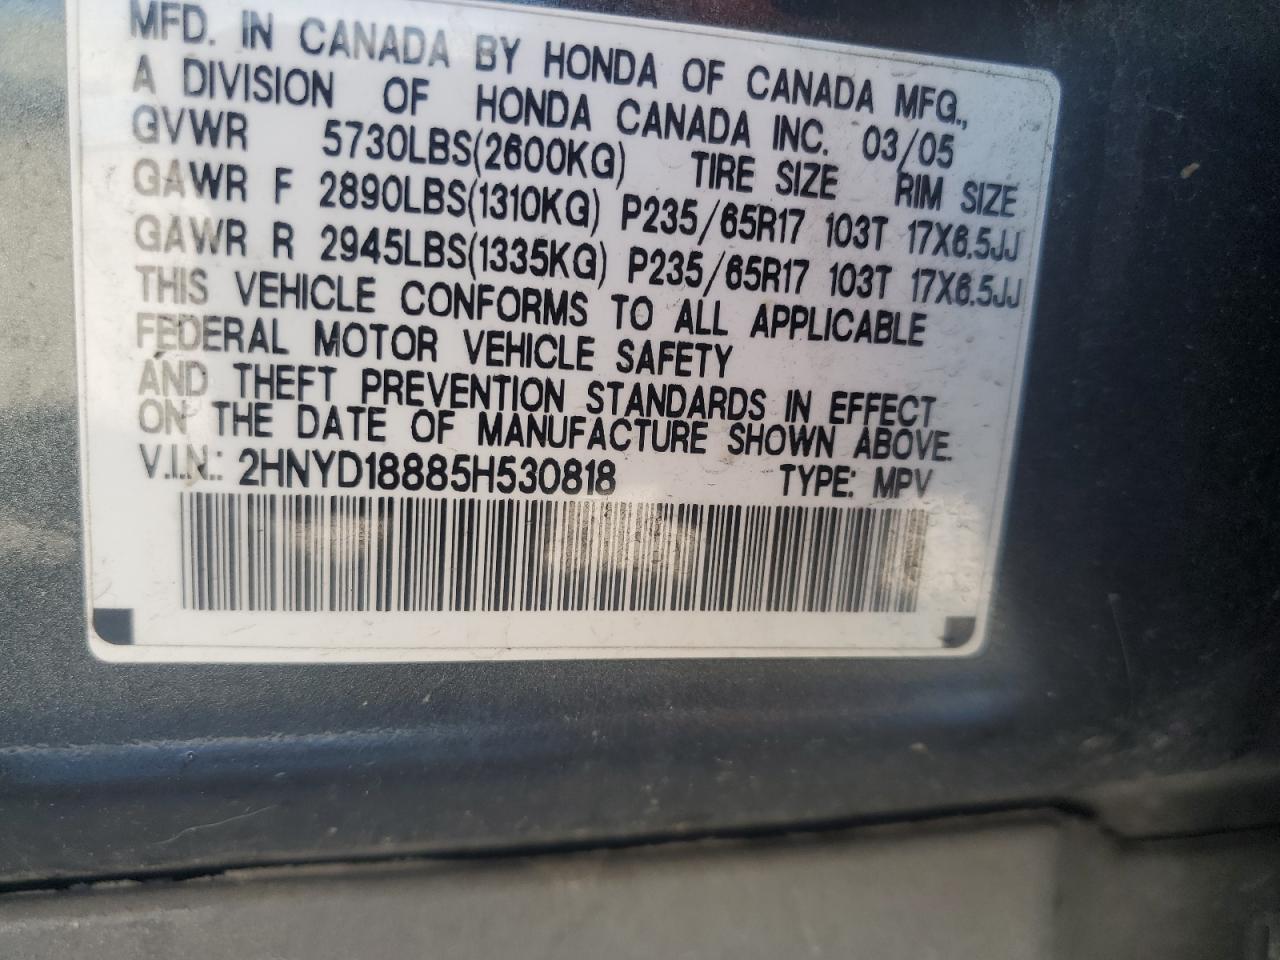 MFD. IN CANADA BY HONDA OF CANADA MFG.,
A DIVISION OF HONDA CANADA INC. 03/05
GVWR 5730LBS(2600KG) TIRE SIZE RIM SIZE
GAWR F 2890LBS(1310KG) P235/65R17 103T 17X6.5JJ
GAWR R 2945LBS(1335KG) P235/65R17 103T 17X6.5JJ
THIS VEHICLE CONFORMS TO ALL APPLICABLE
FEDERAL MOTOR VEHICLE SAFETY
AND THEFT PREVENTION STANDARDS IN EFFECT
ON THE DATE OF MANUFACTURE SHOWN ABOVE.
V.I.N.: 2HNYD18885H530818 TYPE: MPV